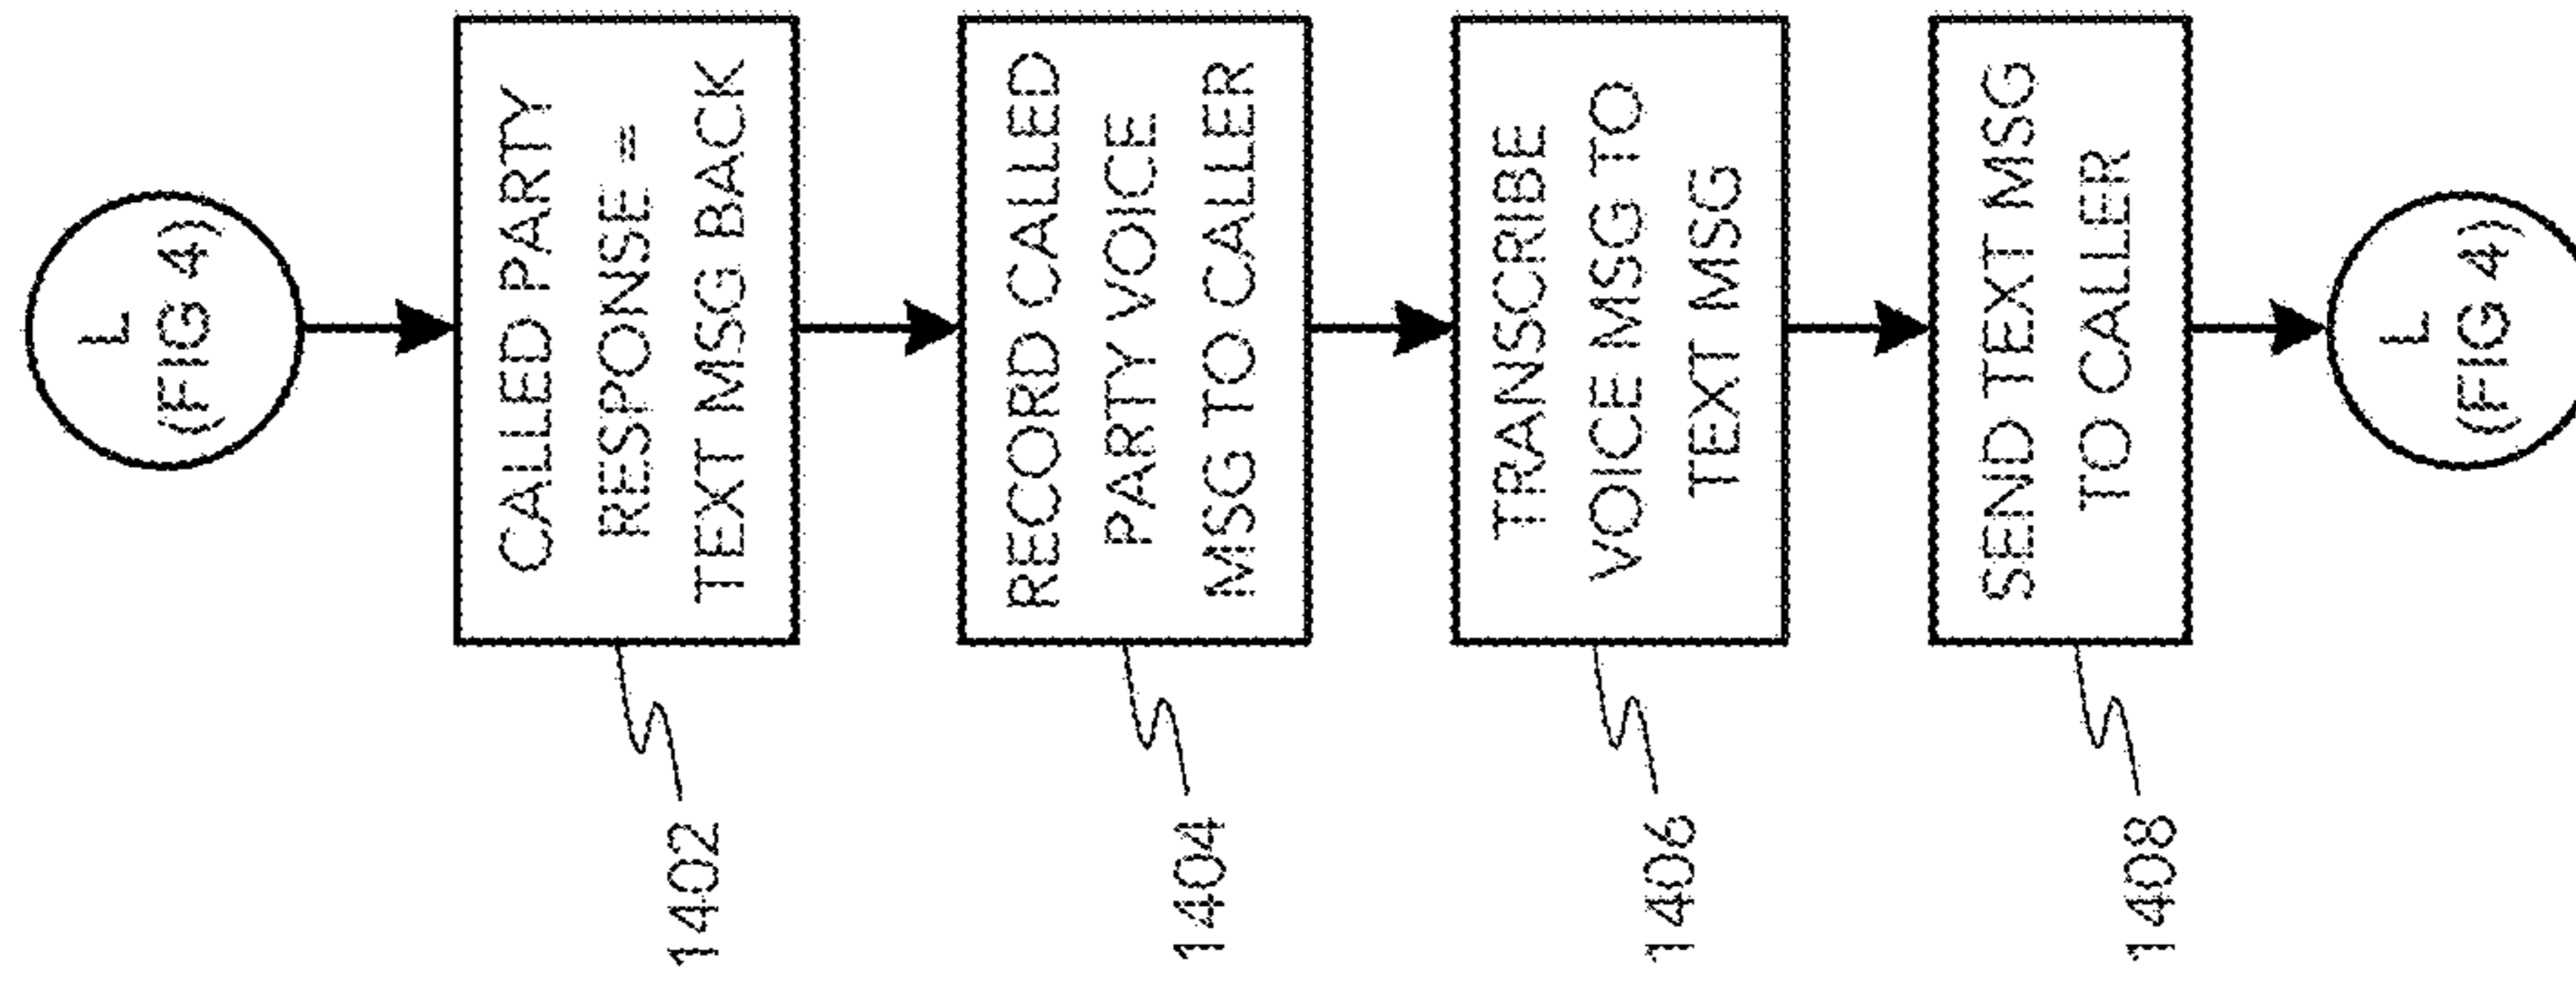 L
(FIG 4)
CALLED PARTY
RESPONSE =
TEXT MSG BACK
1402
RECORD CALLED
PARTY VOICE
MSG TO CALLER
1404
TRANSCRIBE
VOICE MSG TO
TEXT MSG
1406
SEND TEXT MSG
TO CALLER
1408
L
(FIG 4)